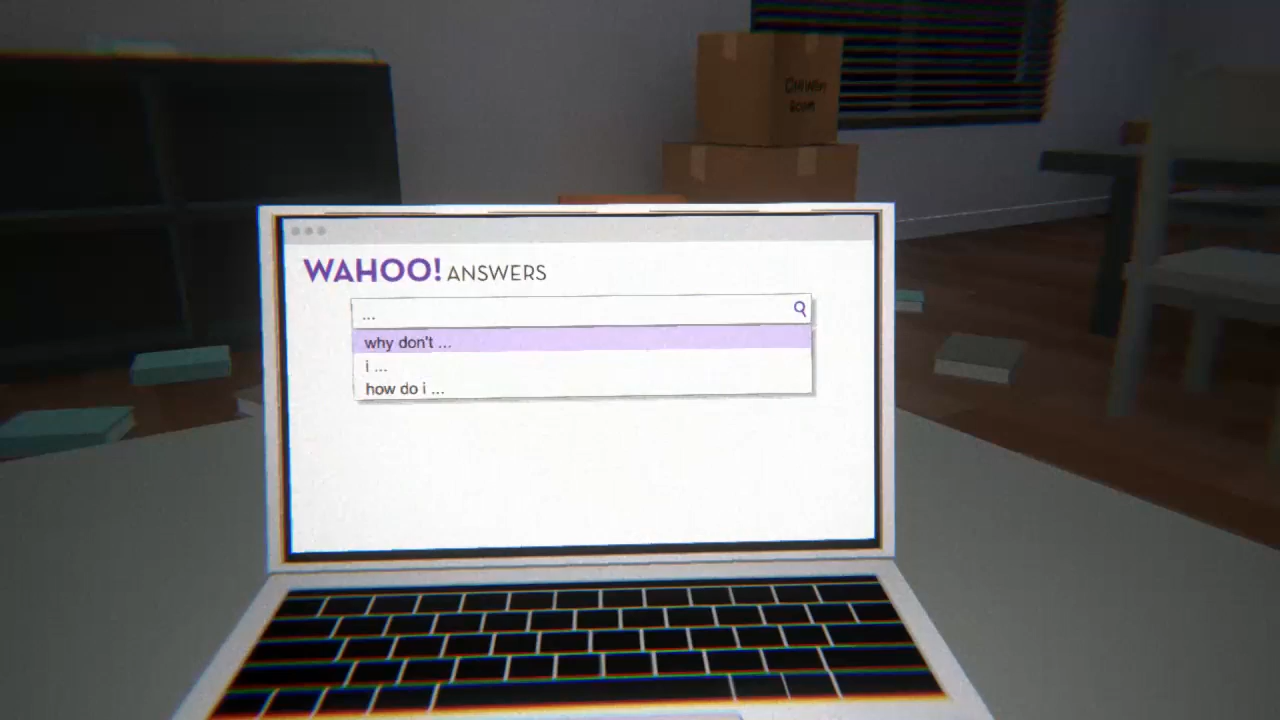 WAHOO! ANSWERS
...
why don't ...
i ...
how do i ...